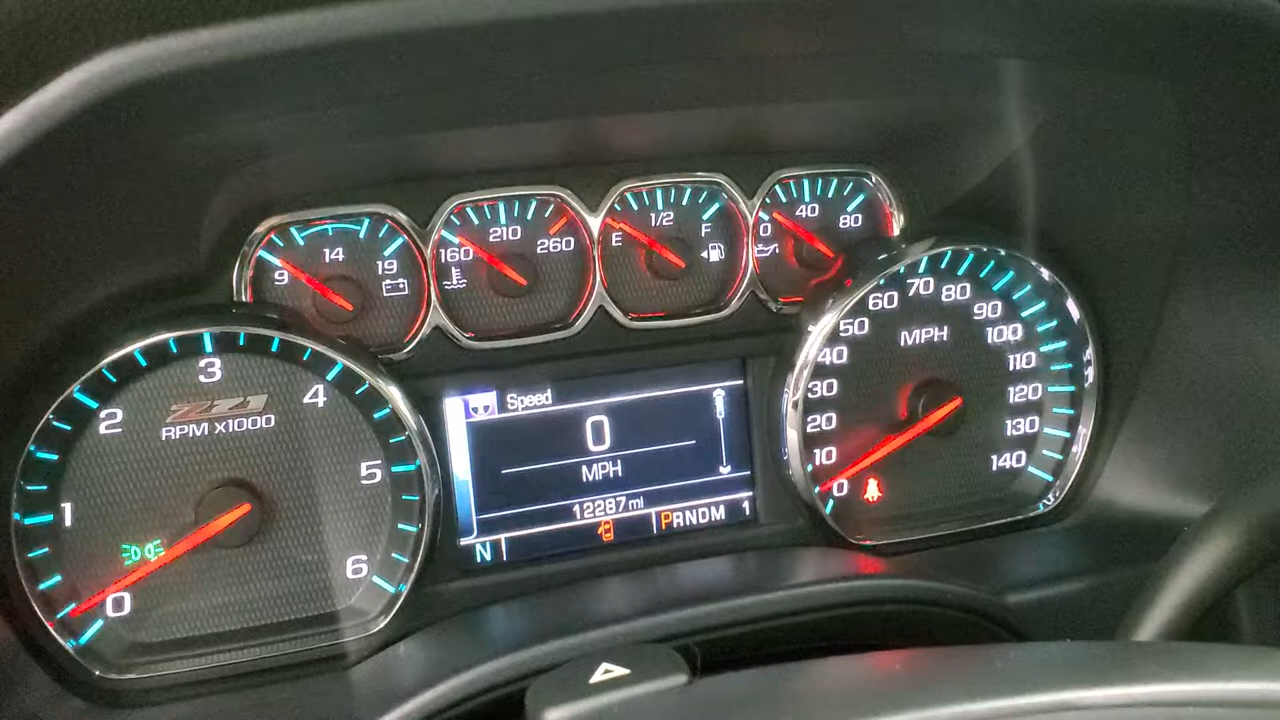 9 14 19
160 210 260
E 1/2 F
0 40 80
0 1 2 3 4 5 6
Z71
RPM x1000
Speed
0
MPH
12287 mi
N PRNDM 1
0 10 20 30 40 50 60 70 80 90 100 110 120 130 140
MPH